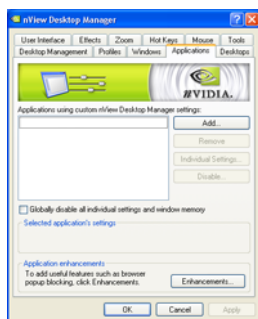 nView Desktop Manager
User Interface Effects Zoom Hot Keys Mouse Tools
Desktop Management Profiles Windows Applications Desktops
NVIDIA.
Applications using custom nView Desktop Manager settings:
Add...
Remove
Individual Settings...
Disable...
Globally disable all individual settings and window memory
Selected application's settings
Application enhancements
To add useful features such as browser
popup blocking, click Enhancements.
Enhancements...
OK Cancel Apply